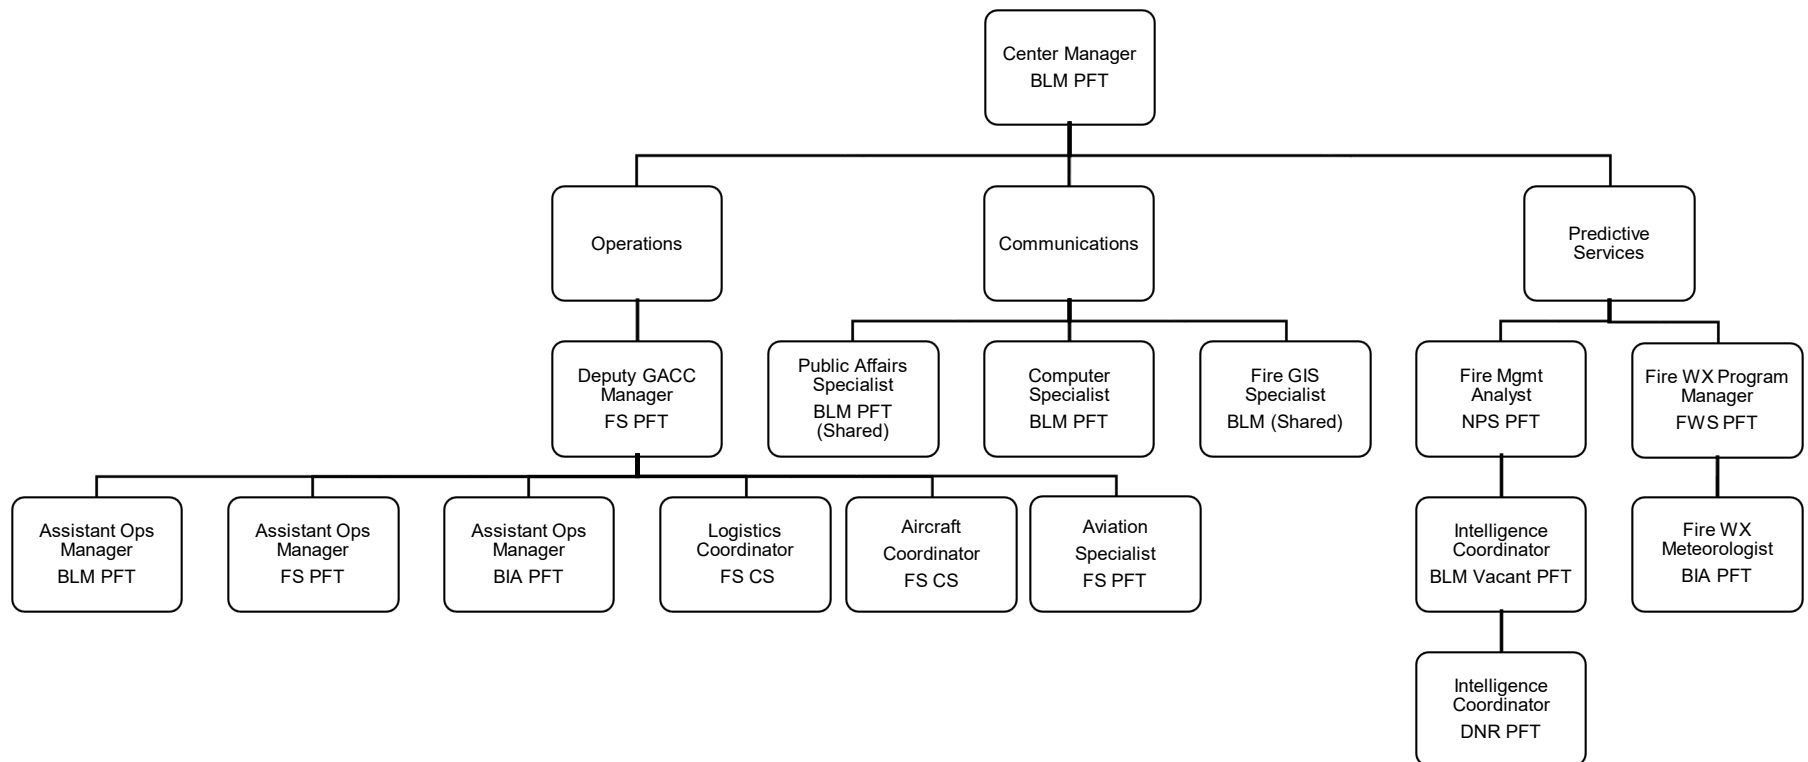 Center Manager
BLM PFT
Operations
Communications
Predictive
Services
Deputy GACC
Manager
FS PFT
Public Affairs
Specialist
BLM PFT
(Shared)
Computer
Specialist
BLM PFT
Fire GIS
Specialist
BLM (Shared)
Fire Mgmt
Analyst
NPS PFT
Fire WX Program
Manager
FWS PFT
Assistant Ops
Manager
BLM PFT
Assistant Ops
Manager
FS PFT
Assistant Ops
Manager
BIA PFT
Logistics
Coordinator
FS CS
Aircraft
Coordinator
FS CS
Aviation
Specialist
FS PFT
Intelligence
Coordinator
BLM Vacant PFT
Fire WX
Meteorologist
BIA PFT
Intelligence
Coordinator
DNR PFT